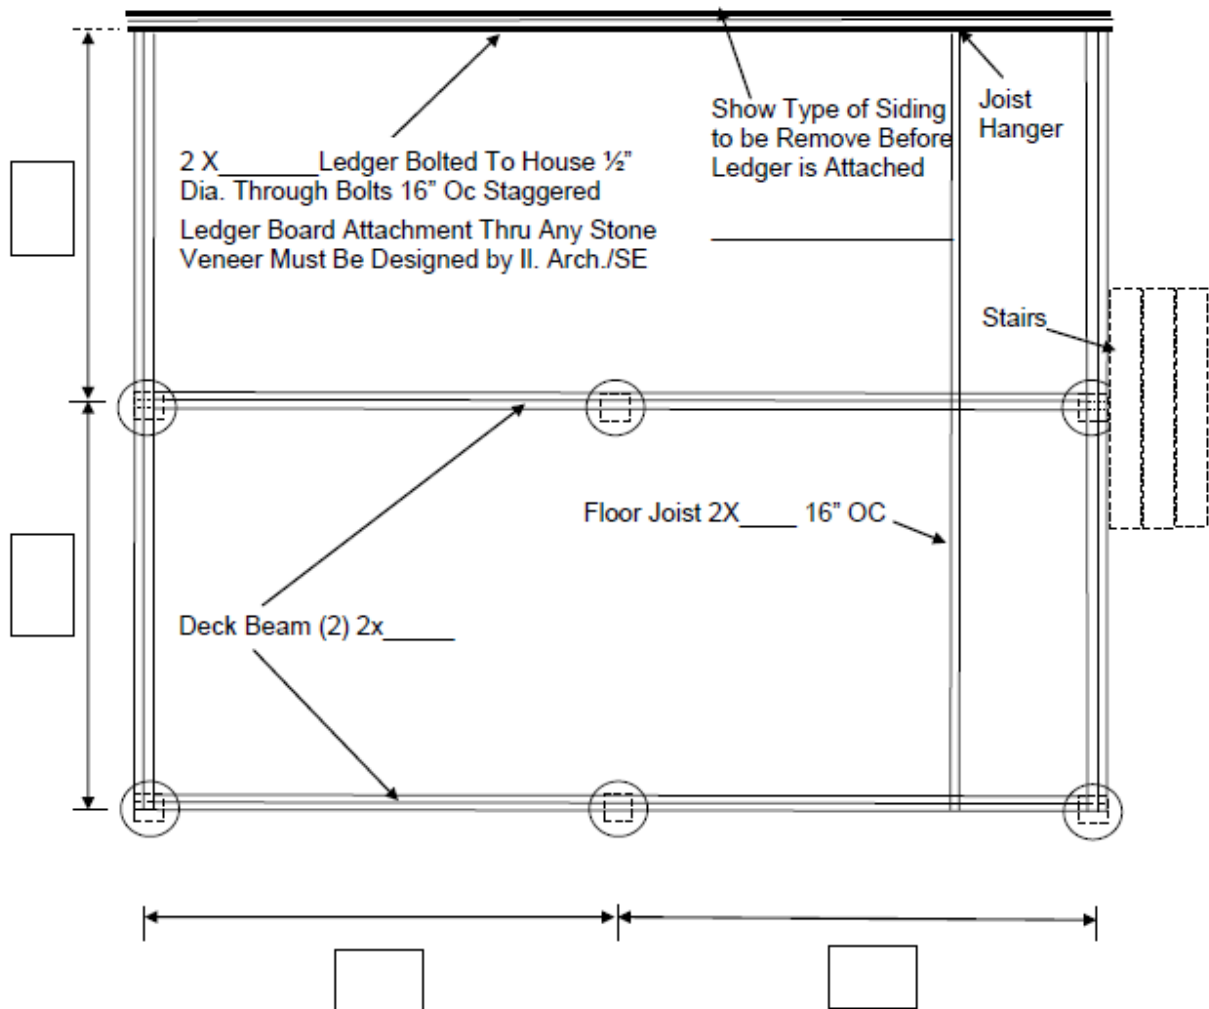 Show Type of Siding
to be Remove Before
Ledger is Attached
Joist
Hanger
2 X_______Ledger Bolted To House ½”
Dia. Through Bolts 16” Oc Staggered
Ledger Board Attachment Thru Any Stone
Veneer Must Be Designed by Il. Arch./SE
Stairs
Floor Joist 2X____ 16” OC
Deck Beam (2) 2x_____